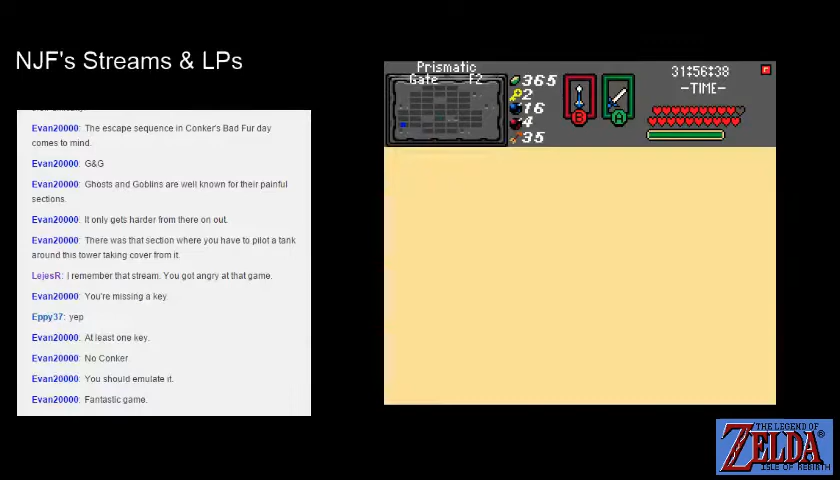 NJF's Streams & LPs
Evan20000: The escape sequence in Conker's Bad Fur day
comes to mind.
Evan20000: G&G
Evan20000: Ghosts and Goblins are well known for their painful
sections.
Evan20000: It only gets harder from there on out.
Evan20000: There was that section where you have to pilot a tank
around this tower taking cover from it.
LejesR: I remember that stream. You got angry at that game.
Evan20000: You're missing a key.
Eppy37: yep
Evan20000: At least one key.
Evan20000: No Conker
Evan20000: You should emulate it.
Evan20000: Fantastic game.
Prismatic
Gate F2
365
2
16
4
35
B
A
31:56:38
-TIME-
THE LEGEND OF
ZELDA®
ISLE OF REBIRTH